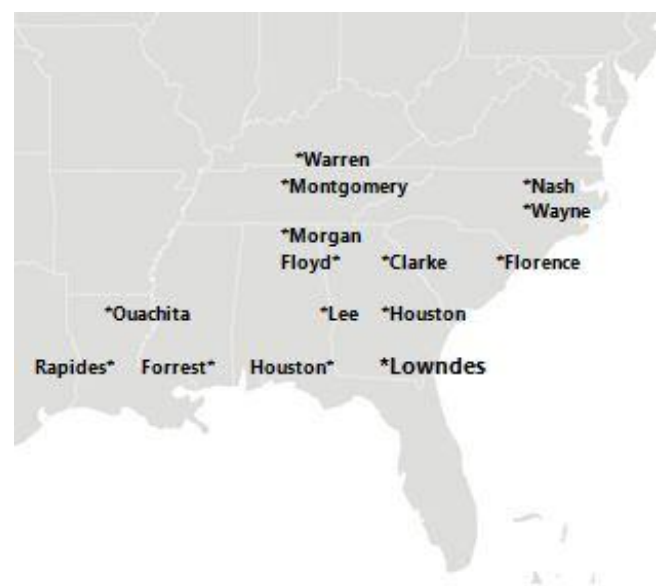 *Warren
*Montgomery
*Nash
*Wayne
*Morgan
Floyd*
*Clarke
*Florence
*Ouachita
*Lee
*Houston
Rapides*
Forrest*
Houston*
*Lowndes